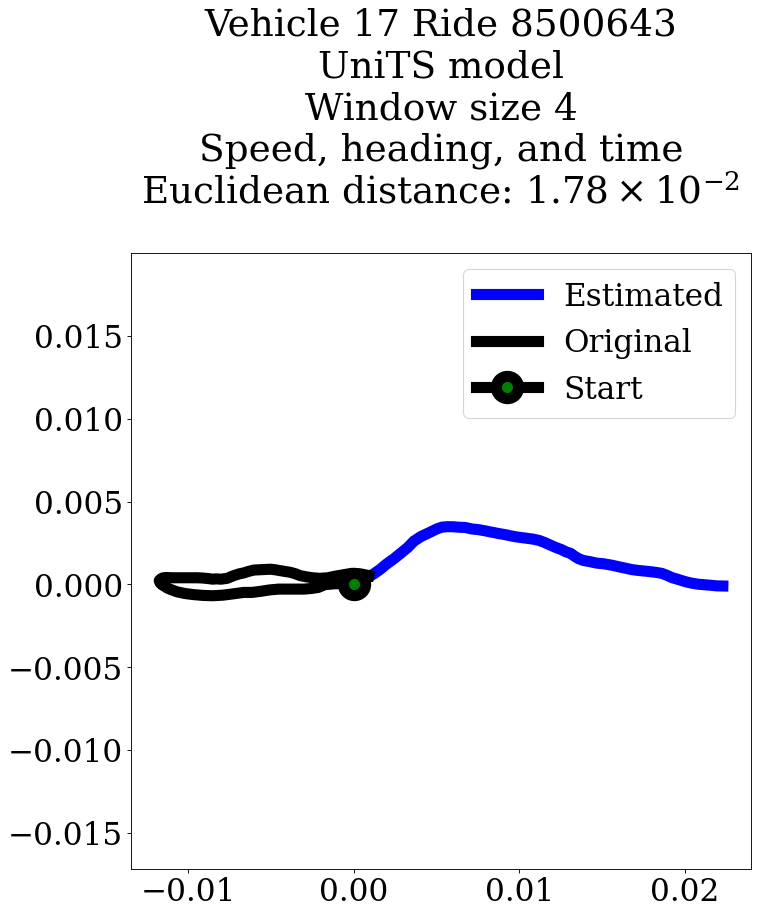 Vehicle 17 Ride 8500643
UniTS model
Window size 4
Speed, heading, and time
Euclidean distance: 1.78 × 10⁻²
Estimated
Original
Start
0.015
0.010
0.005
0.000
−0.005
−0.010
−0.015
−0.01 0.00 0.01 0.02